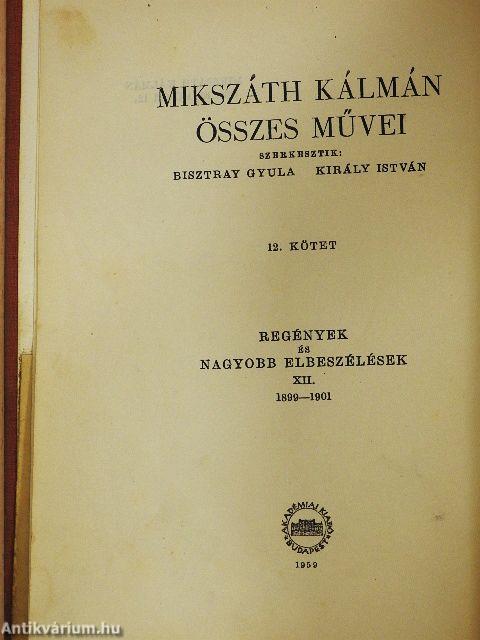 MIKSZÁTH KÁLMÁN
ÖSSZES MŰVEI
SZERKESZTIK:
BISZTRAY GYULA KIRÁLY ISTVÁN
12. KÖTET
REGÉNYEK
ÉS
NAGYOBB ELBESZÉLÉSEK
XII.
1899—1901
AKADÉMIAI KIADÓ
BUDAPEST
1959
Antikvárium.hu